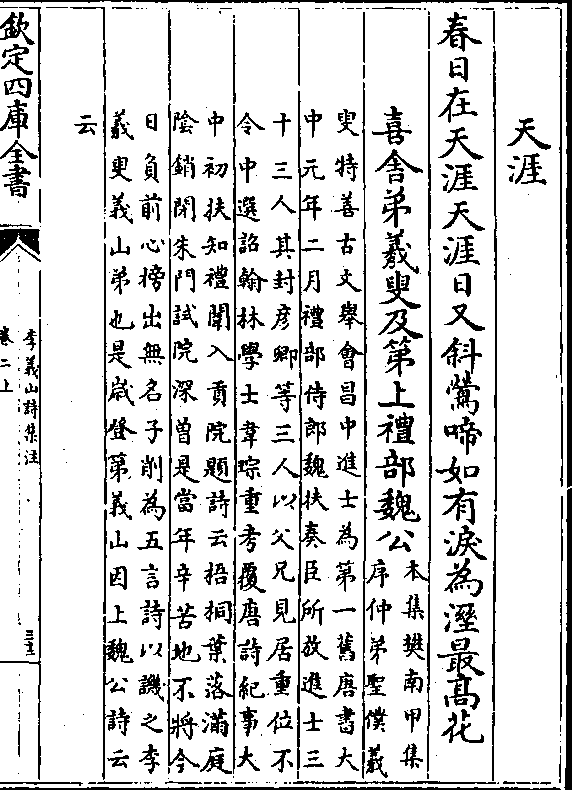 天涯
春日在天涯天涯日又斜鶯啼如有淚為溼最髙花
喜舎弟羲叟及第上禮部魏公
本集樊南甲集
序仲弟聖僕羲
叟特善古文舉㑹昌中進士為第一舊唐書大
中元年二月禮部侍郎魏扶奏臣所放進士三
十三人其封彦卿等三人以父兄見居重位不
令中選詔翰林學士韋琮重考覆唐詩紀事大
中初扶知禮闈入貢院題詩云梧桐葉落滿庭
陰鎖閉朱門試院深曽是當年辛苦地不將今
日負前心榜出無名子削為五言詩以譏之李
羲叟義山弟也是歲登第義山因上魏公詩云
云
欽定四庫全書
李義山詩集注
卷二上
三十三